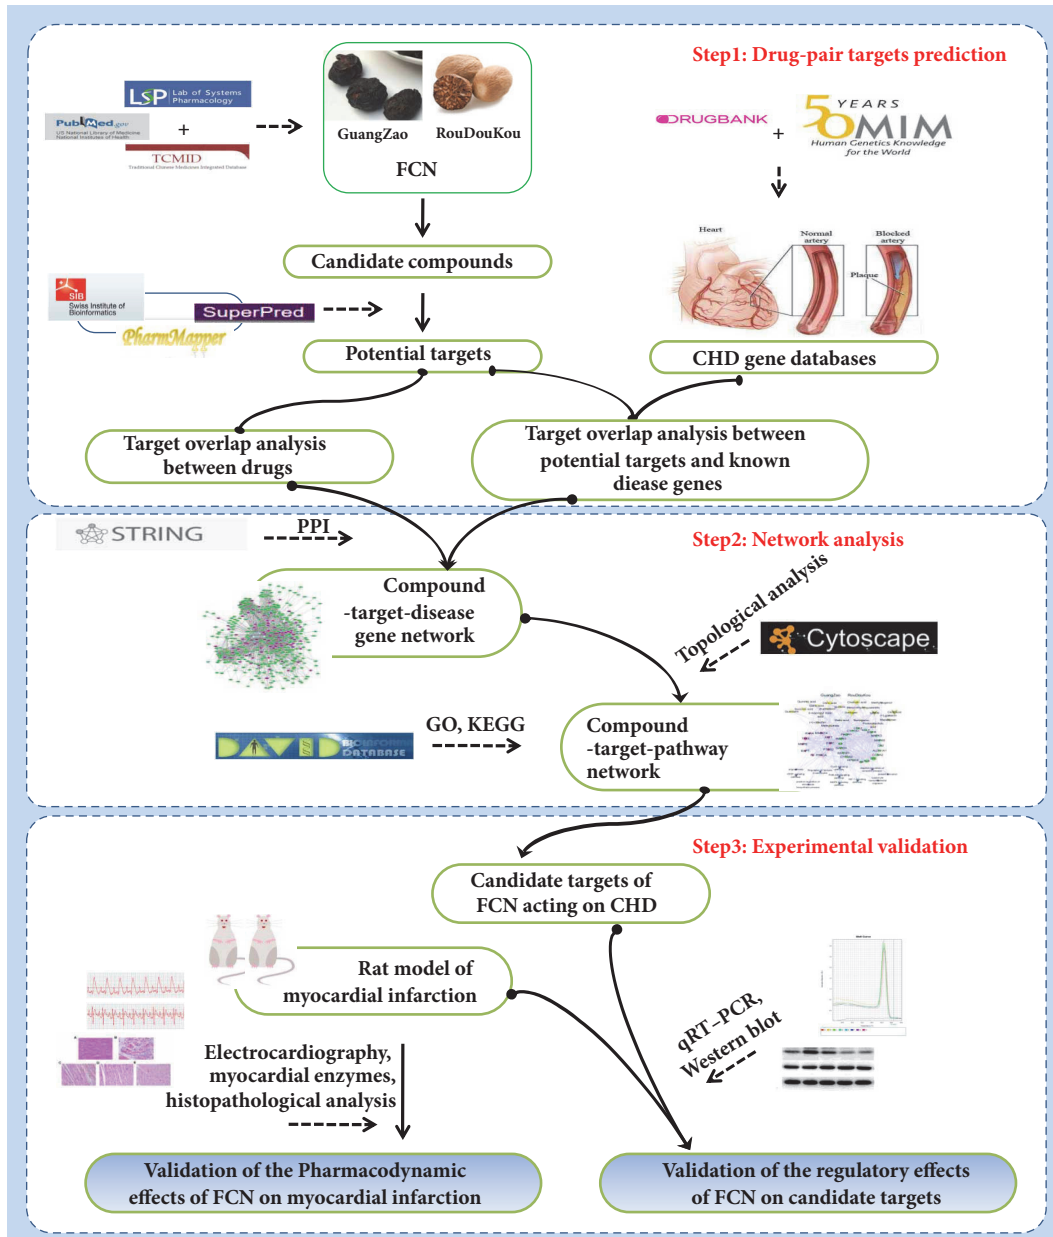 Step1: Drug-pair targets prediction
LSP Lab of Systems
Pharmacology
PubMed.gov
US National Library of Medicine
National Institutes of Health
+
TCMID
Traditional Chinese Medicines Integrated Database
GuangZao
RouDouKou
FCN
DRUGBANK
+
50 YEARS
OMIM
Human Genetics Knowledge
for the World
Heart
Normal
artery
Blocked
artery
Plaque
Candidate compounds
SIB
Swiss Institute of
Bioinformatics
SuperPred
PharmMapper
Potential targets
CHD gene databases
Target overlap analysis
between drugs
Target overlap analysis between
potential targets and known
diease genes
STRING
PPI
Step2: Network analysis
Compound
-target-disease
gene network
Topological analysis
Cytoscape
DAVID BIOINFORMATICS
DATABASE
GO, KEGG
Compound
-target-pathway
network
GuangZao
RouDouKou
Step3: Experimental validation
Candidate targets of
FCN acting on CHD
Rat model of
myocardial infarction
qRT-PCR,
Western blot
Electrocardiography,
myocardial enzymes,
histopathological analysis
Validation of the Pharmacodynamic
effects of FCN on myocardial infarction
Validation of the regulatory effects
of FCN on candidate targets